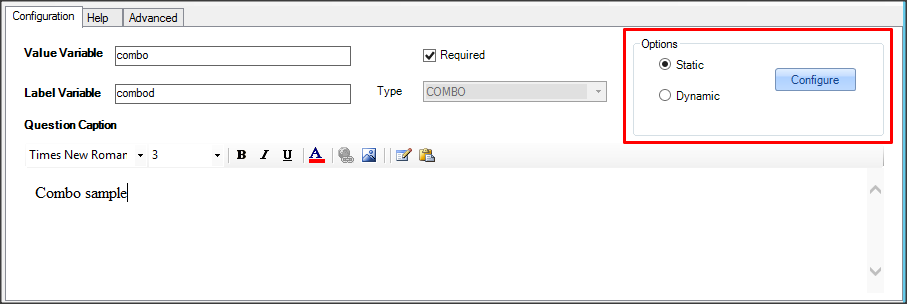 Configuration Help Advanced
Value Variable combo Required
Options
Static
Configure
Dynamic
Label Variable combod Type COMBO
Question Caption
Times New Roman 3 B I U A
Combo sample